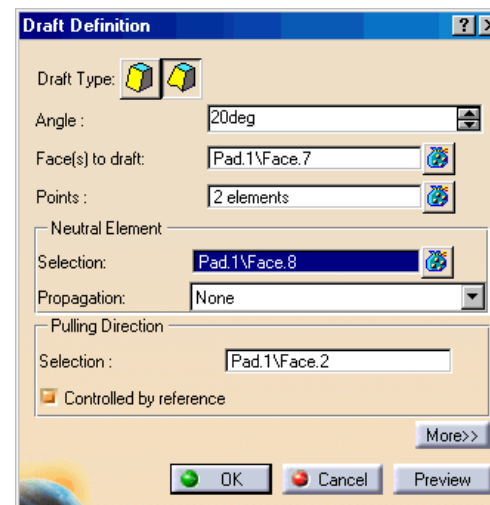 Draft Definition
Draft Type:
Angle : 20deg
Face(s) to draft: Pad.1\Face.7
Points : 2 elements
Neutral Element
Selection: Pad.1\Face.8
Propagation: None
Pulling Direction
Selection : Pad.1\Face.2
Controlled by reference
More>>
OK Cancel Preview